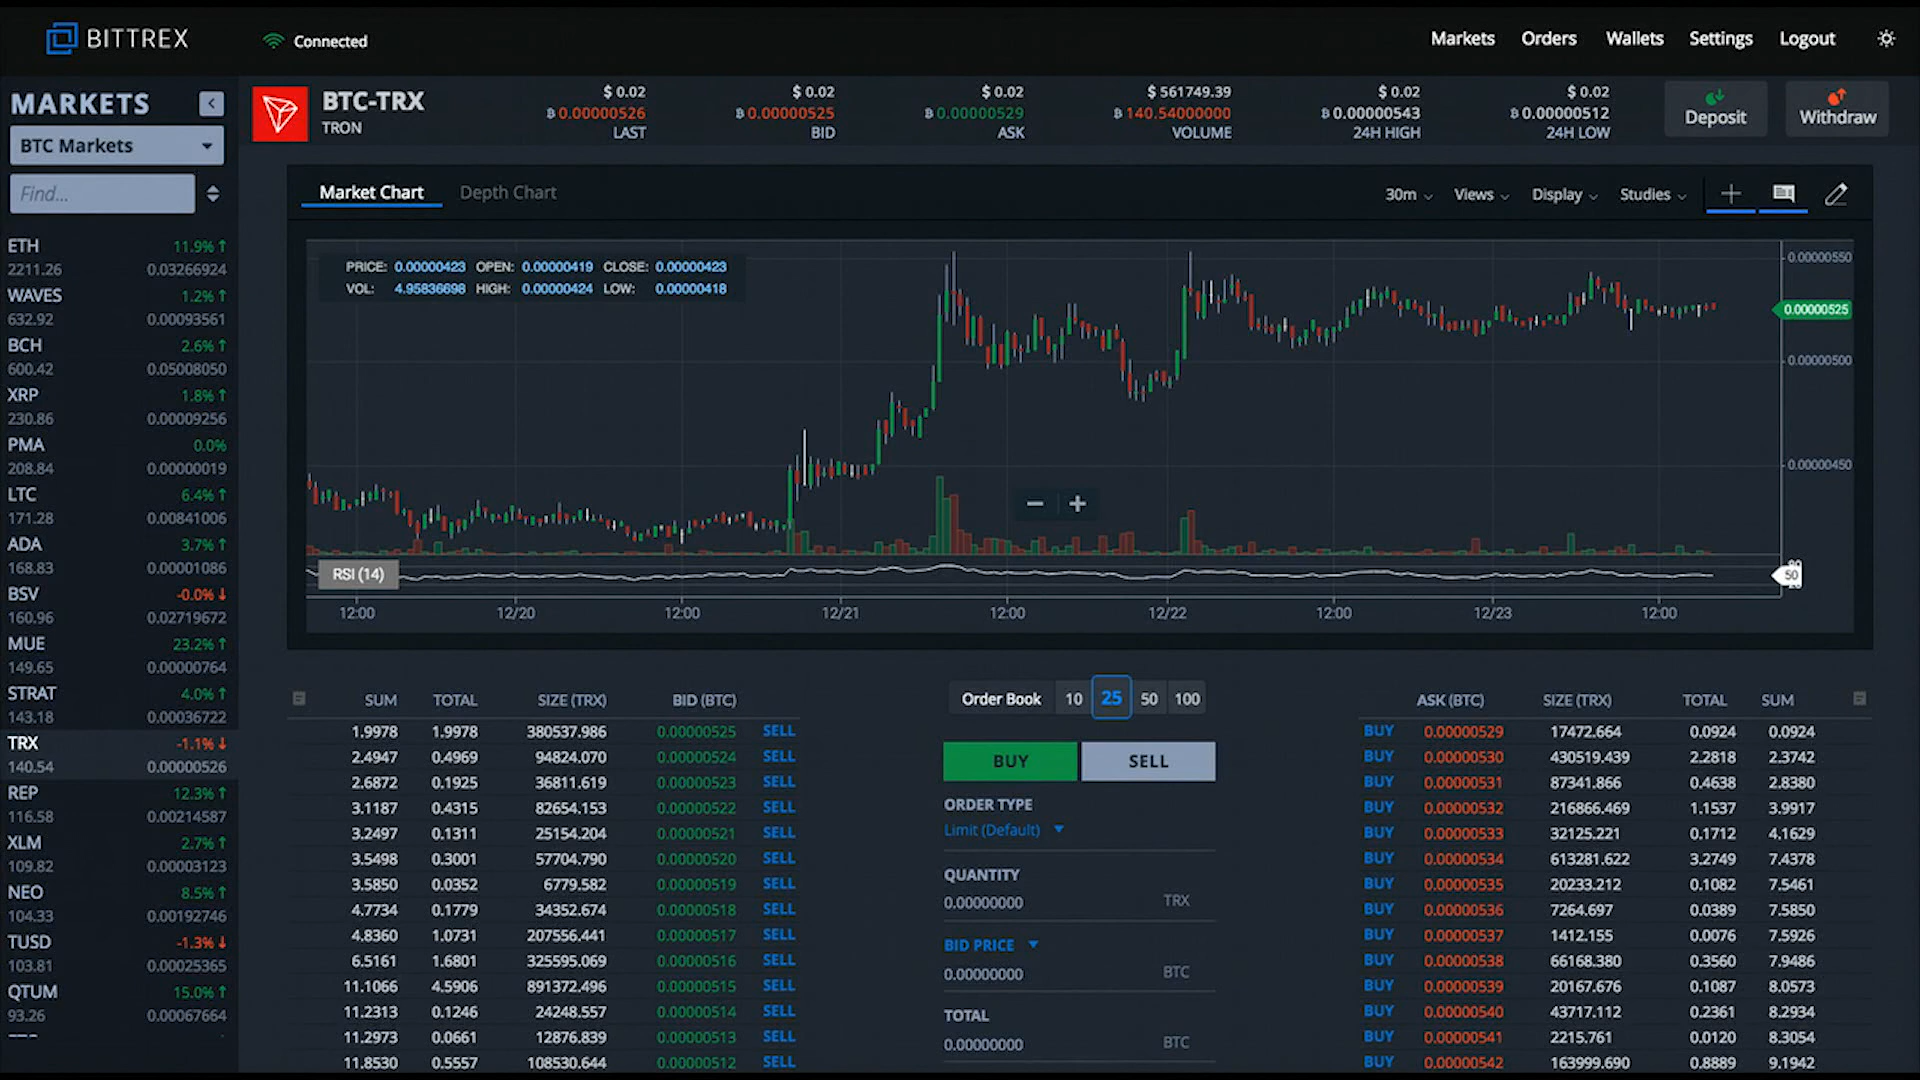 BITTREX
Connected
Markets Orders Wallets Settings Logout
MARKETS
BTC Markets
Find...
ETH 11.9% ↑
2211.26 0.03266924
WAVES 1.2% ↑
632.92 0.00093561
BCH 2.6% ↑
600.42 0.05008050
XRP 1.8% ↑
230.86 0.00009256
PMA 0.0%
208.84 0.00000019
LTC 6.4% ↑
171.28 0.00841006
ADA 3.7% ↑
168.83 0.00001086
BSV -0.0% ↓
160.96 0.02719672
MUE 23.2% ↑
149.65 0.00000764
STRAT 4.0% ↑
143.18 0.00036722
TRX -1.1% ↓
140.54 0.00000526
REP 12.3% ↑
116.58 0.00214587
XLM 2.7% ↑
109.82 0.00003123
NEO 8.5% ↑
104.33 0.00192746
TUSD -1.3% ↓
103.81 0.00025365
QTUM 15.0% ↑
93.26 0.00067664
BTC-TRX
TRON
$ 0.02 $ 0.02 $ 0.02 $ 561749.39 $ 0.02 $ 0.02
฿ 0.00000526 ฿ 0.00000525 ฿ 0.00000529 ฿ 140.54000000 ฿ 0.00000543 ฿ 0.00000512
LAST BID ASK VOLUME 24H HIGH 24H LOW
Deposit Withdraw
Market Chart Depth Chart 30m Views Display Studies
PRICE: 0.00000423 OPEN: 0.00000419 CLOSE: 0.00000423
VOL: 4.95836698 HIGH: 0.00000424 LOW: 0.00000418
0.00000550
0.00000525
0.00000500
0.00000450
RSI (14)
50
12:00 12/20 12:00 12/21 12:00 12/22 12:00 12/23 12:00
SUM TOTAL SIZE (TRX) BID (BTC)
1.9978 1.9978 380537.986 0.00000525 SELL
2.4947 0.4969 94824.070 0.00000524 SELL
2.6872 0.1925 36811.619 0.00000523 SELL
3.1187 0.4315 82654.153 0.00000522 SELL
3.2497 0.1311 25154.204 0.00000521 SELL
3.5498 0.3001 57704.790 0.00000520 SELL
3.5850 0.0352 6779.582 0.00000519 SELL
4.7734 0.1779 34352.674 0.00000518 SELL
4.8360 1.0731 207556.441 0.00000517 SELL
6.5161 1.6801 325595.069 0.00000516 SELL
11.1066 4.5906 891372.496 0.00000515 SELL
11.2313 0.1246 24248.557 0.00000514 SELL
11.2973 0.0661 12876.839 0.00000513 SELL
11.8530 0.5557 108530.644 0.00000512 SELL
Order Book 10 25 50 100
BUY SELL
ORDER TYPE
Limit (Default)
QUANTITY
0.00000000 TRX
BID PRICE
0.00000000 BTC
TOTAL
0.00000000 BTC
ASK (BTC) SIZE (TRX) TOTAL SUM
BUY 0.00000529 17472.664 0.0924 0.0924
BUY 0.00000530 430519.439 2.2818 2.3742
BUY 0.00000531 87341.866 0.4638 2.8380
BUY 0.00000532 216866.469 1.1537 3.9917
BUY 0.00000533 32125.221 0.1712 4.1629
BUY 0.00000534 613281.622 3.2749 7.4378
BUY 0.00000535 20233.212 0.1082 7.5461
BUY 0.00000536 7264.697 0.0389 7.5850
BUY 0.00000537 1412.155 0.0076 7.5926
BUY 0.00000538 66168.380 0.3560 7.9486
BUY 0.00000539 20167.676 0.1087 8.0573
BUY 0.00000540 43717.112 0.2361 8.2934
BUY 0.00000541 2215.761 0.0120 8.3054
BUY 0.00000542 163999.690 0.8889 9.1942